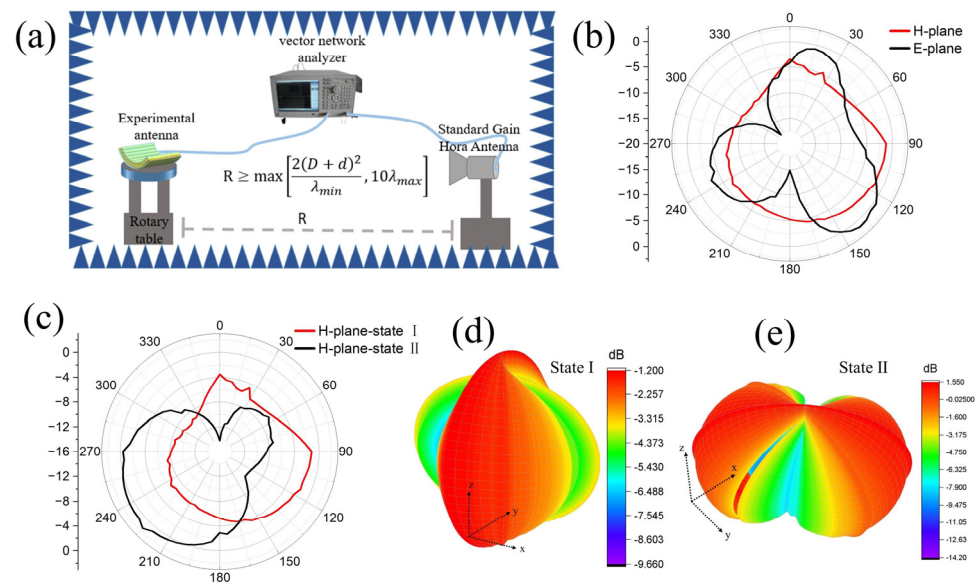 (a)
vector network
analyzer
Experimental
antenna
Standard Gain
Horn Antenna
R ≥ max[2(D + d)²/λmin, 10λmax]
Rotary
table
R
(b)
H-plane
E-plane
0
30
60
90
120
150
180
210
240
270
300
330
0
−5
−10
−15
−20
−15
−10
−5
0
(c)
H-plane-state Ⅰ
H-plane-state Ⅱ
0
30
60
90
120
150
180
210
240
270
300
330
0
−4
−8
−12
−16
−12
−8
−4
0
(d)
State I
dB
-1.200
-2.258
-3.315
-4.373
-5.430
-6.488
-7.545
-8.603
-9.660
z
y
x
(e)
State II
dB
1.550
-0.02500
-1.600
-3.175
-4.750
-6.325
-7.900
-9.475
-11.05
-12.63
-14.20
z
x
y